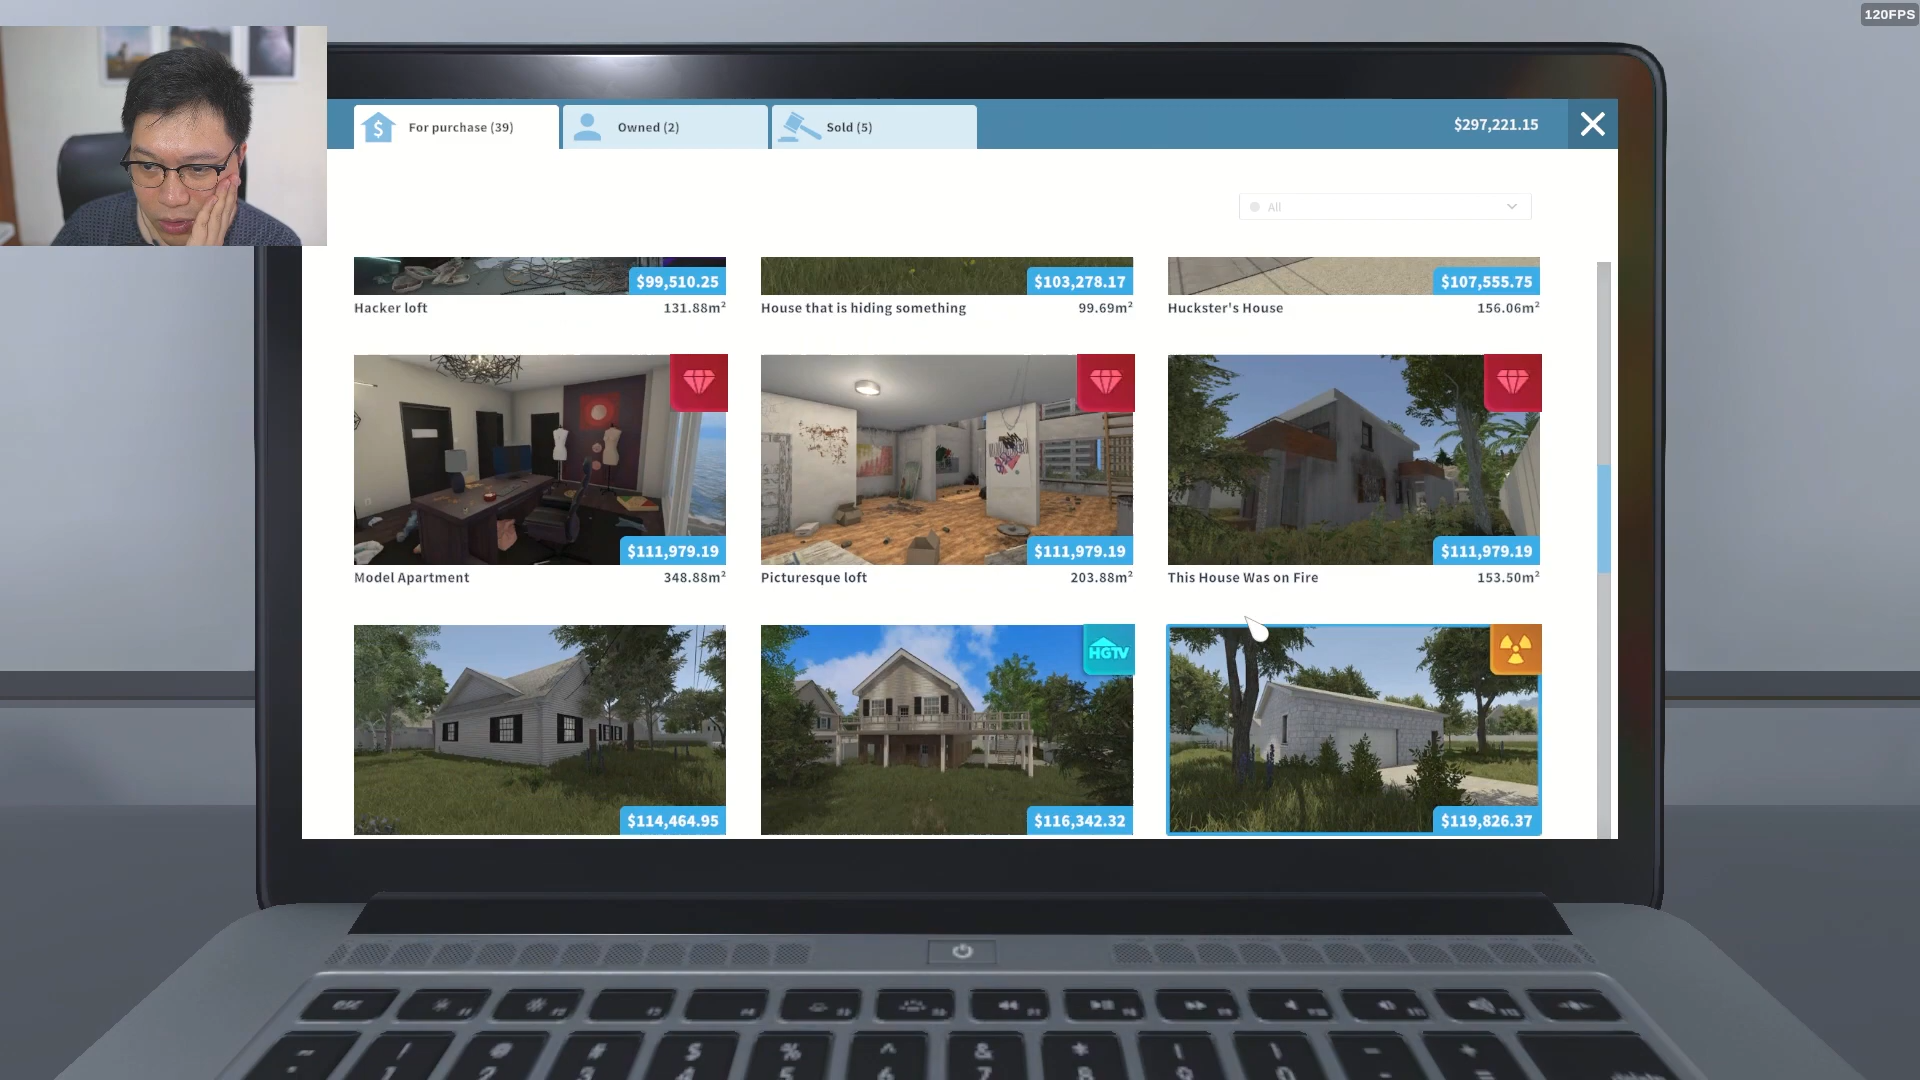 120FPS
For purchase (39)
Owned (2)
Sold (5)
$297,221.15
All
$99,510.25
$103,278.17
$107,555.75
Hacker loft
131.88m²
House that is hiding something
99.69m²
Huckster's House
156.06m²
$111,979.19
$111,979.19
$111,979.19
Model Apartment
348.88m²
Picturesque loft
203.88m²
This House Was on Fire
153.50m²
HGTV
$114,464.95
$116,342.32
$119,826.37
esc